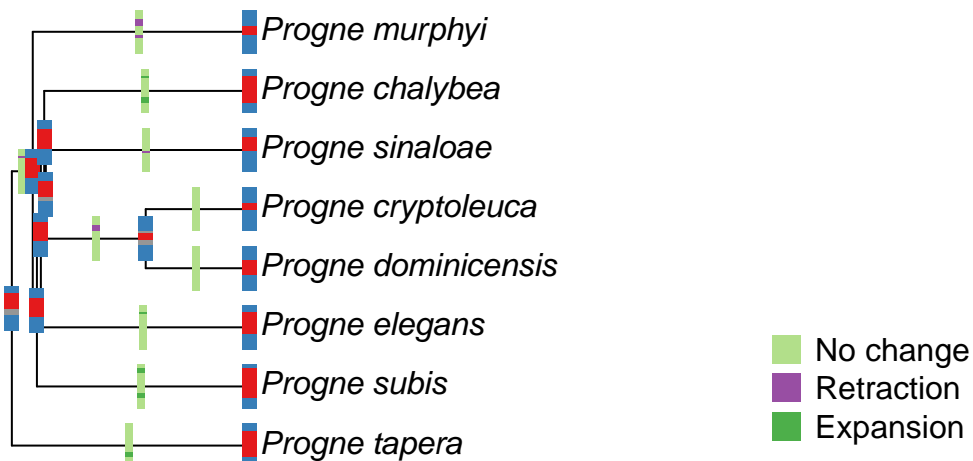 Progne murphyi
Progne chalybea
Progne sinaloae
Progne cryptoleuca
Progne dominicensis
Progne elegans
Progne subis
Progne tapera
No change
Retraction
Expansion